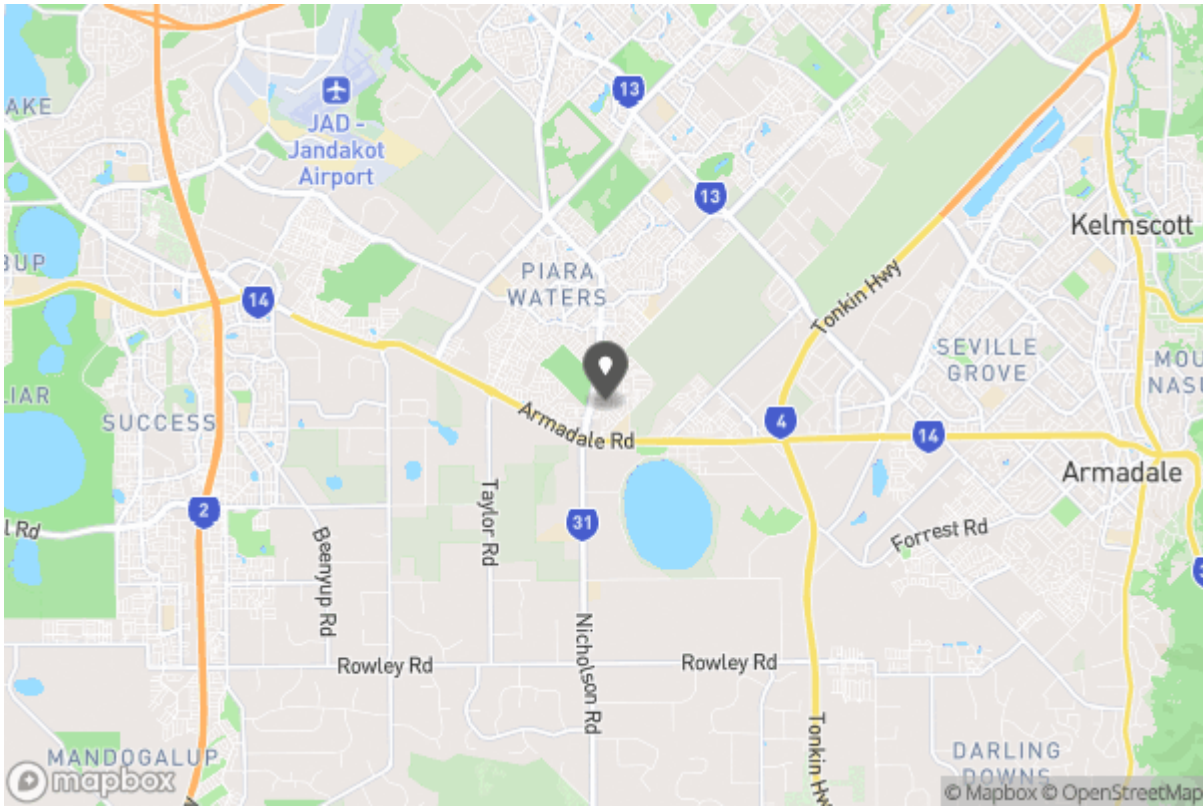 13
AKE
JAD -
Jandakot
Airport
13
Kelmscott
BUP
PIARA
WATERS
14
Tonkin Hwy
SEVILLE
GROVE
MOU
NASU
LIAR
SUCCESS
Armadale Rd
4
14
Armadale
2
l Rd
Taylor Rd
31
Forrest Rd
Beenyup Rd
Nicholson Rd
Rowley Rd
Rowley Rd
Tonkin Hwy
MANDOGALUP
DARLING
DOWNS
mapbox
© Mapbox © OpenStreetMap